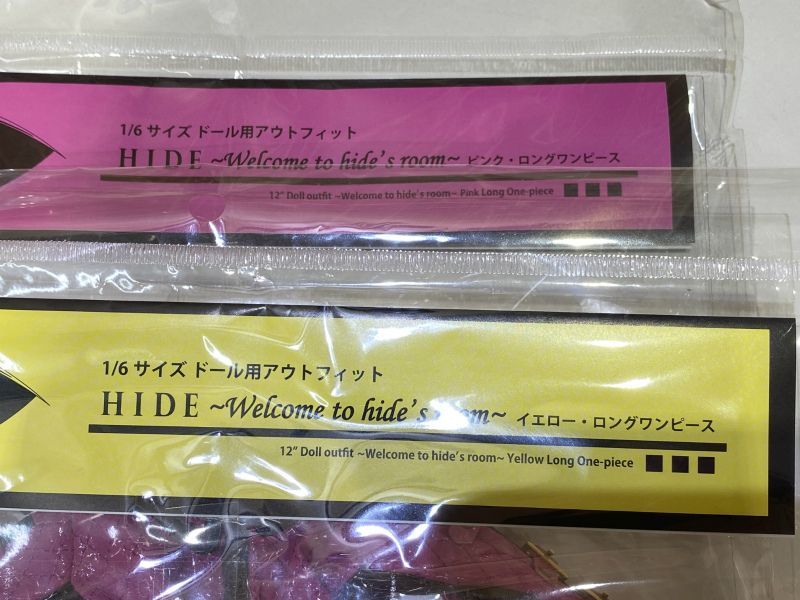 1/6 サイズ ドール用アウトフィット
HIDE ~Welcome to hide's room~ ピンク・ロングワンピース
12" Doll outfit ~Welcome to hide's room~ Pink Long One-piece
1/6 サイズ ドール用アウトフィット
HIDE ~Welcome to hide's room~ イエロー・ロングワンピース
12" Doll outfit ~Welcome to hide's room~ Yellow Long One-piece